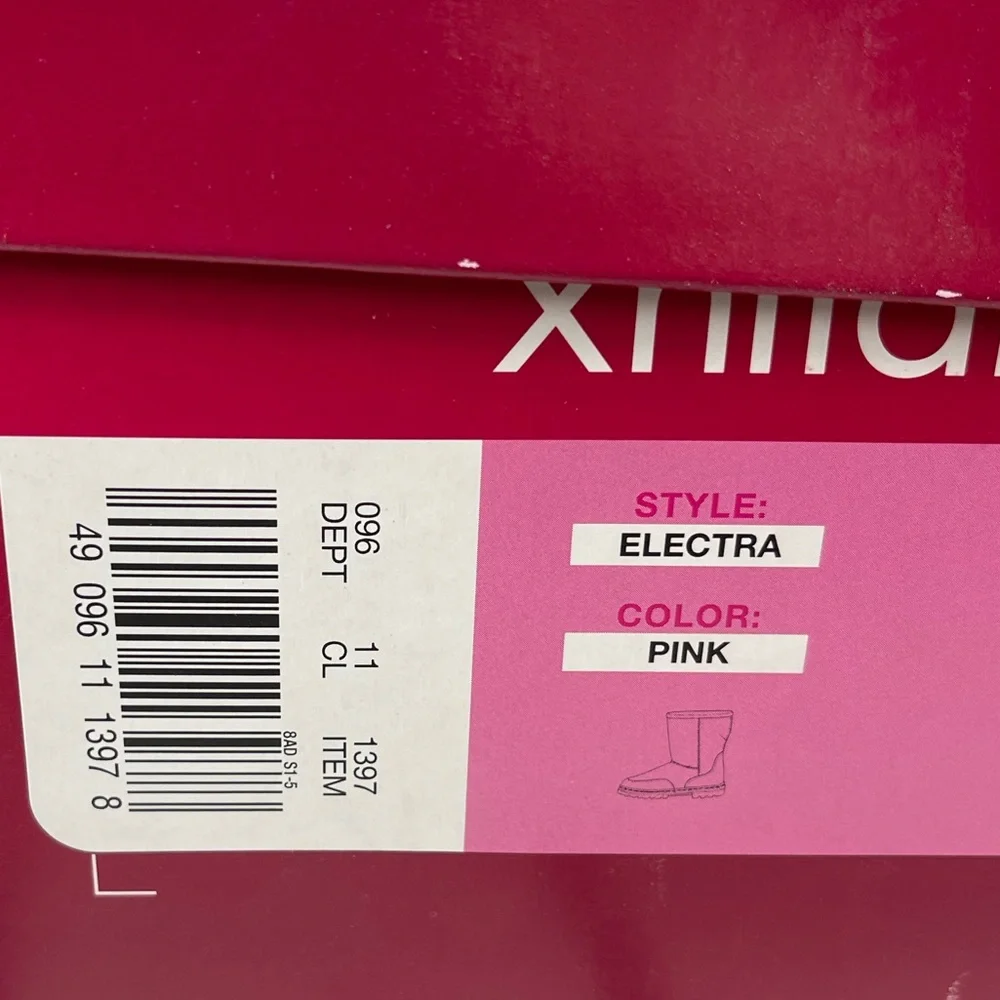 STYLE:
ELECTRA
COLOR:
PINK
096 11 1397
DEPT CL ITEM
8AD S1-5
49 096 11 1397 8